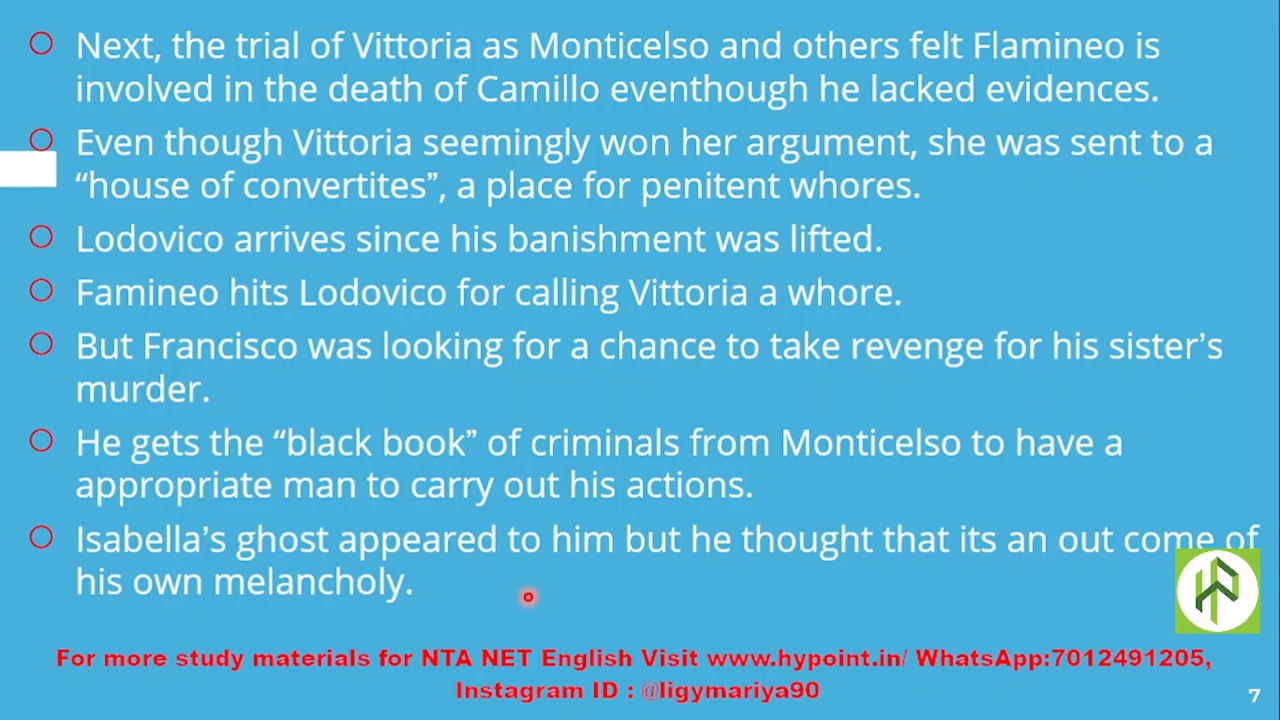 Next, the trial of Vittoria as Monticelso and others felt Flamineo is
involved in the death of Camillo eventhough he lacked evidences.
Even though Vittoria seemingly won her argument, she was sent to a
“house of convertites”, a place for penitent whores.
Lodovico arrives since his banishment was lifted.
Famineo hits Lodovico for calling Vittoria a whore.
But Francisco was looking for a chance to take revenge for his sister’s
murder.
He gets the “black book” of criminals from Monticelso to have a
appropriate man to carry out his actions.
Isabella’s ghost appeared to him but he thought that its an out come of
his own melancholy.
For more study materials for NTA NET English Visit www.hypoint.in/ WhatsApp:7012491205,
Instagram ID : @ligymariya90
7